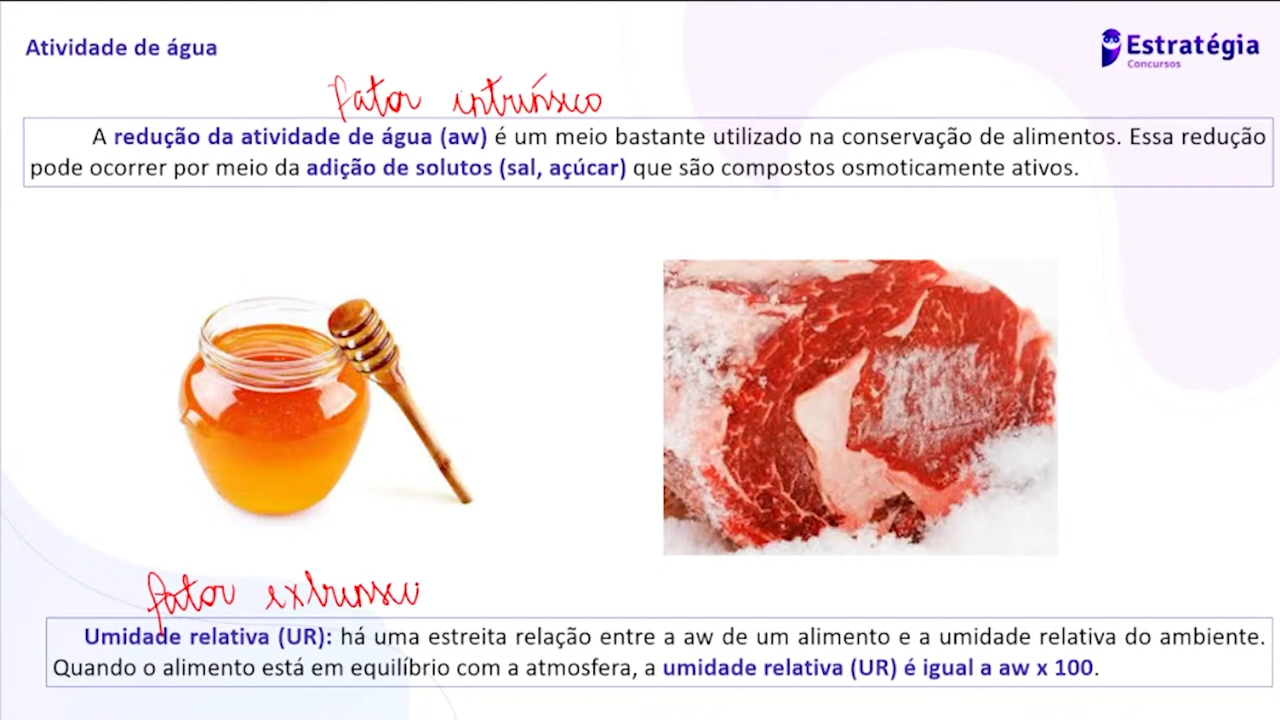 Atividade de água
Estratégia
Concursos
fator intrínseco
A redução da atividade de água (aw) é um meio bastante utilizado na conservação de alimentos. Essa redução
pode ocorrer por meio da adição de solutos (sal, açúcar) que são compostos osmoticamente ativos.
fator extrínsec
Umidade relativa (UR): há uma estreita relação entre a aw de um alimento e a umidade relativa do ambiente.
Quando o alimento está em equilíbrio com a atmosfera, a umidade relativa (UR) é igual a aw x 100.